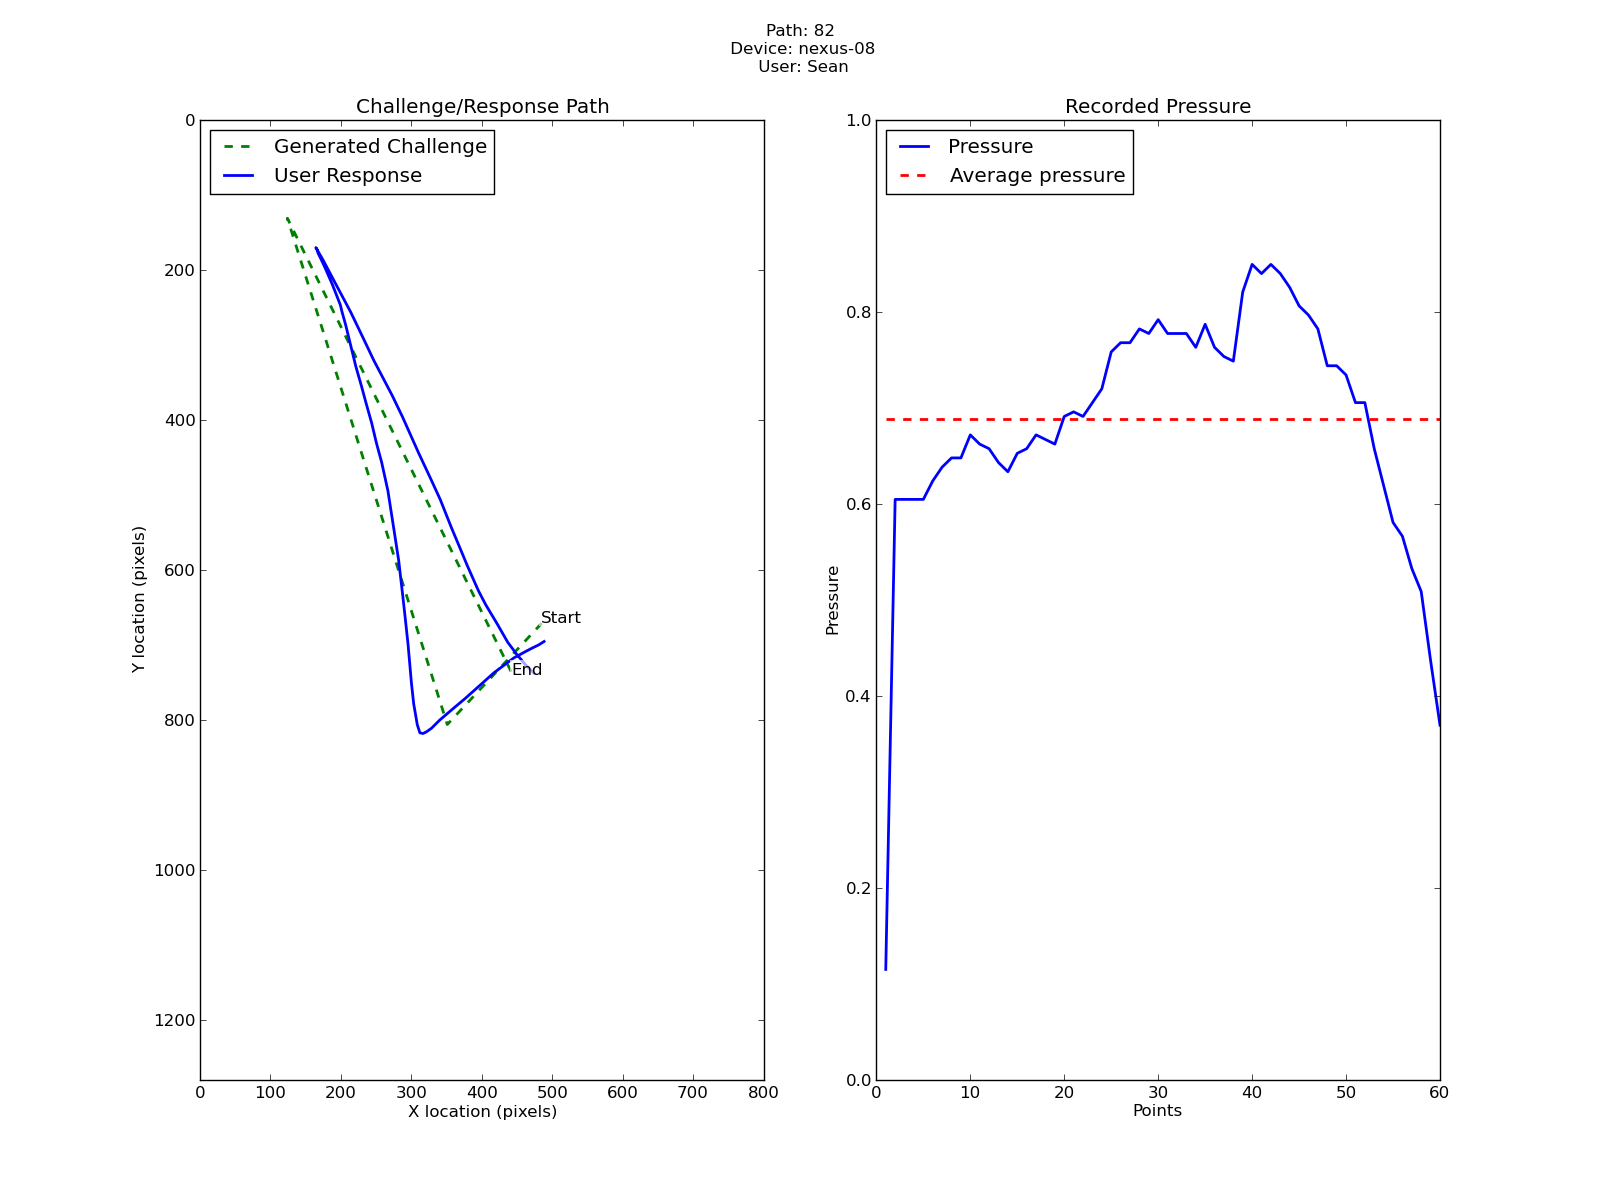 Path: 82
Device: nexus-08
User: Sean
Challenge/Response Path
Generated Challenge
User Response
0
200
400
600
800
1000
1200
Y location (pixels)
Start
End
0 100 200 300 400 500 600 700 800
X location (pixels)
Recorded Pressure
Pressure
Average pressure
1.0
0.8
0.6
0.4
0.2
0.0
Pressure
0 10 20 30 40 50 60
Points